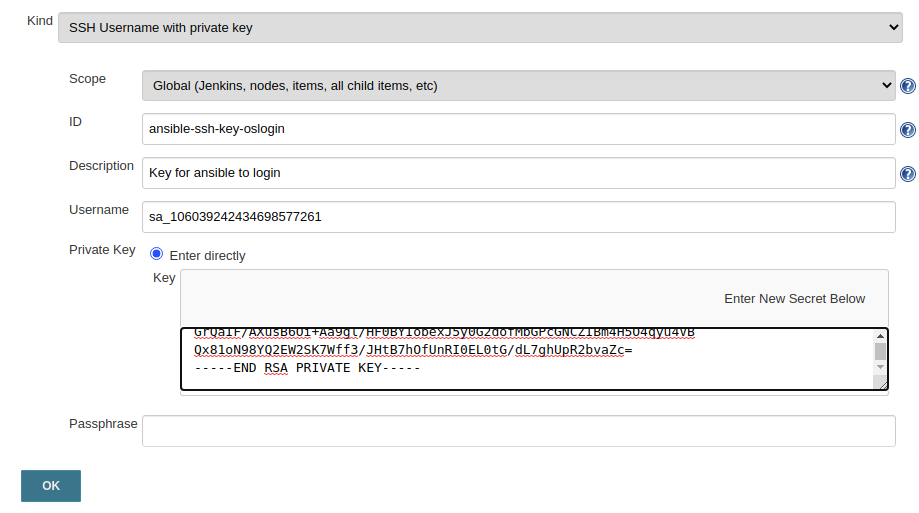 Kind
SSH Username with private key
Scope
Global (Jenkins, nodes, items, all child items, etc)
ID
ansible-ssh-key-oslogin
Description
Key for ansible to login
Username
sa_106039242434698577261
Private Key
Enter directly
Key
Enter New Secret Below
Qx81oN98YQ2EW2SK7Wff3/JHtB7hOfUnRI0EL0tG/dL7ghUpR2bvaZc=
-----END RSA PRIVATE KEY-----
Passphrase
OK